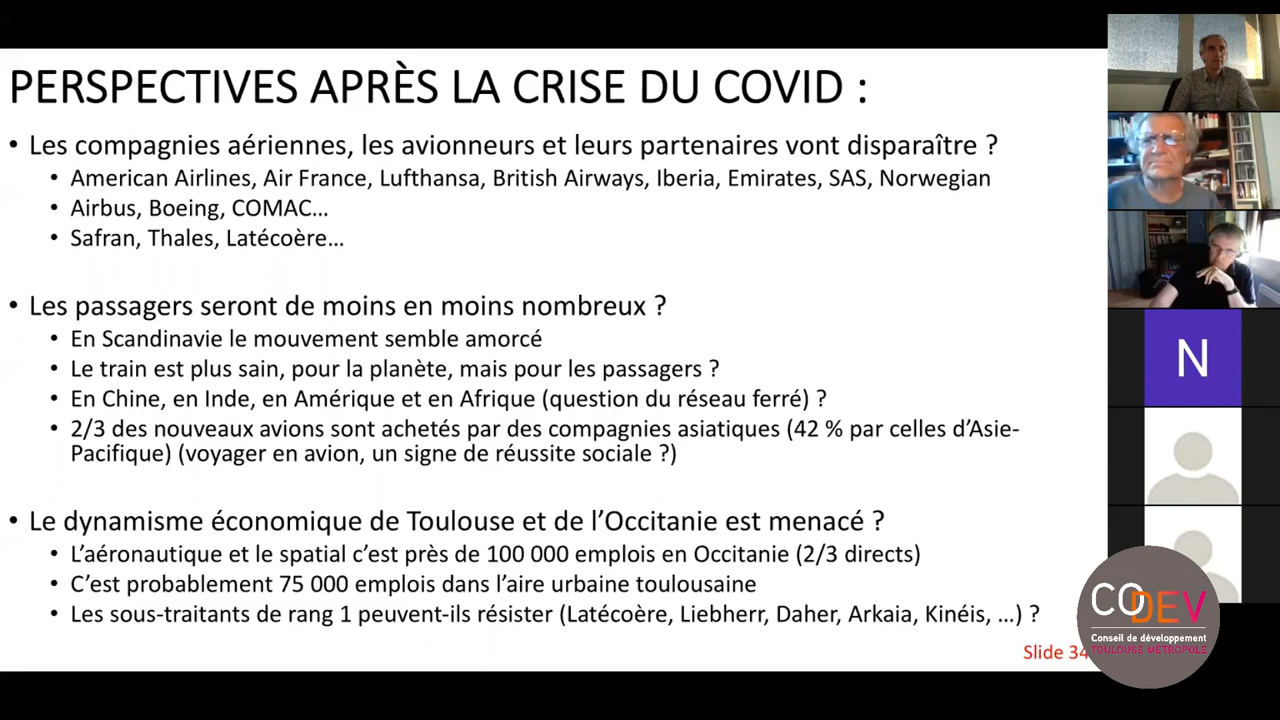 PERSPECTIVES APRÈS LA CRISE DU COVID :
• Les compagnies aériennes, les avionneurs et leurs partenaires vont disparaître ?
• American Airlines, Air France, Lufthansa, British Airways, Iberia, Emirates, SAS, Norwegian
• Airbus, Boeing, COMAC…
• Safran, Thales, Latécoère…
• Les passagers seront de moins en moins nombreux ?
• En Scandinavie le mouvement semble amorcé
• Le train est plus sain, pour la planète, mais pour les passagers ?
• En Chine, en Inde, en Amérique et en Afrique (question du réseau ferré) ?
• 2/3 des nouveaux avions sont achetés par des compagnies asiatiques (42 % par celles d’Asie-
Pacifique) (voyager en avion, un signe de réussite sociale ?)
• Le dynamisme économique de Toulouse et de l’Occitanie est menacé ?
• L’aéronautique et le spatial c’est près de 100 000 emplois en Occitanie (2/3 directs)
• C’est probablement 75 000 emplois dans l’aire urbaine toulousaine
• Les sous-traitants de rang 1 peuvent-ils résister (Latécoère, Liebherr, Daher, Arkaia, Kinéis, …) ?
Slide 34
N
CODEV
Conseil de développement
TOULOUSE MÉTROPOLE